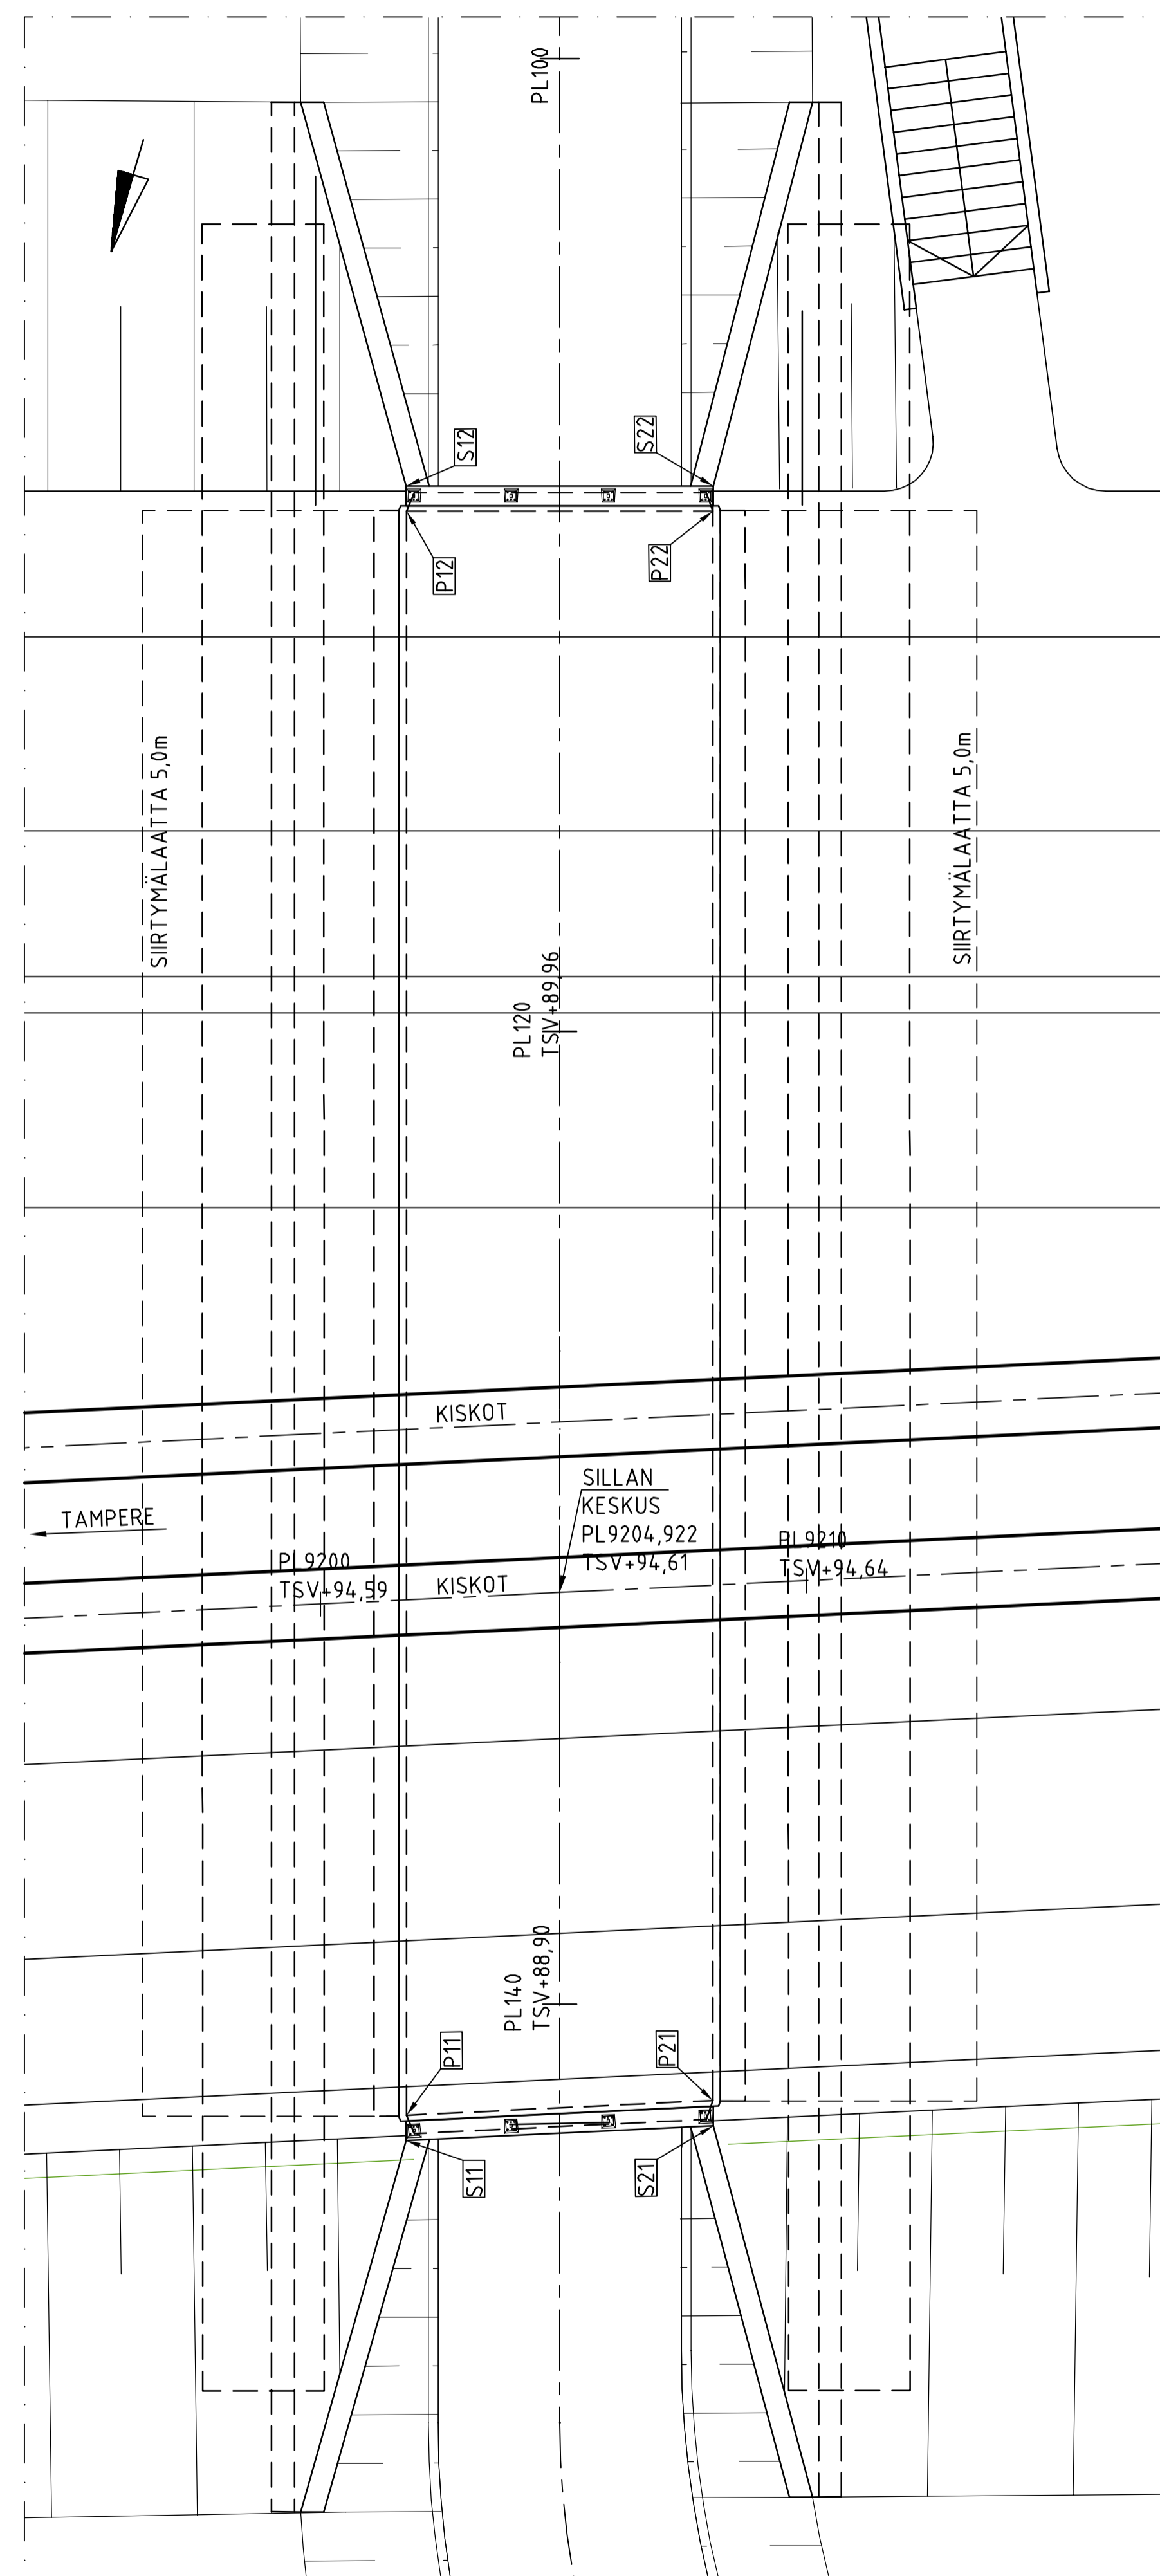 PL100
S12
S22
P12
P22
SIIRTYMÄLAATTA 5,0m
SIIRTYMÄLAATTA 5,0m
PL120
TSV+89,96
KISKOT
SILLAN
KESKUS
PL9204,922
TSV+94,61
TAMPERE
PL9200
TSV+94,59
KISKOT
PL9210
TSV+94,64
PL140
TSV+88,90
P11
P21
S11
S21